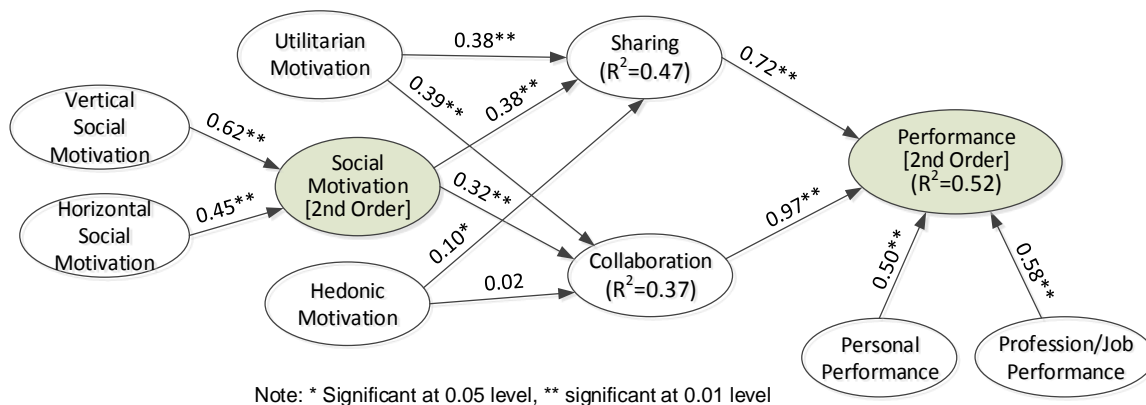 Utilitarian
Motivation
0.38**
Sharing
(R²=0.47)
0.72**
0.39**
0.38**
Vertical
Social
Motivation
0.62**
Social
Motivation
[2nd Order]
Performance
[2nd Order]
(R²=0.52)
0.32**
0.97**
Horizontal
Social
Motivation
0.45**
0.10*
Collaboration
(R²=0.37)
Hedonic
Motivation
0.02
0.50**
0.58**
Personal
Performance
Profession/Job
Performance
Note: * Significant at 0.05 level, ** significant at 0.01 level